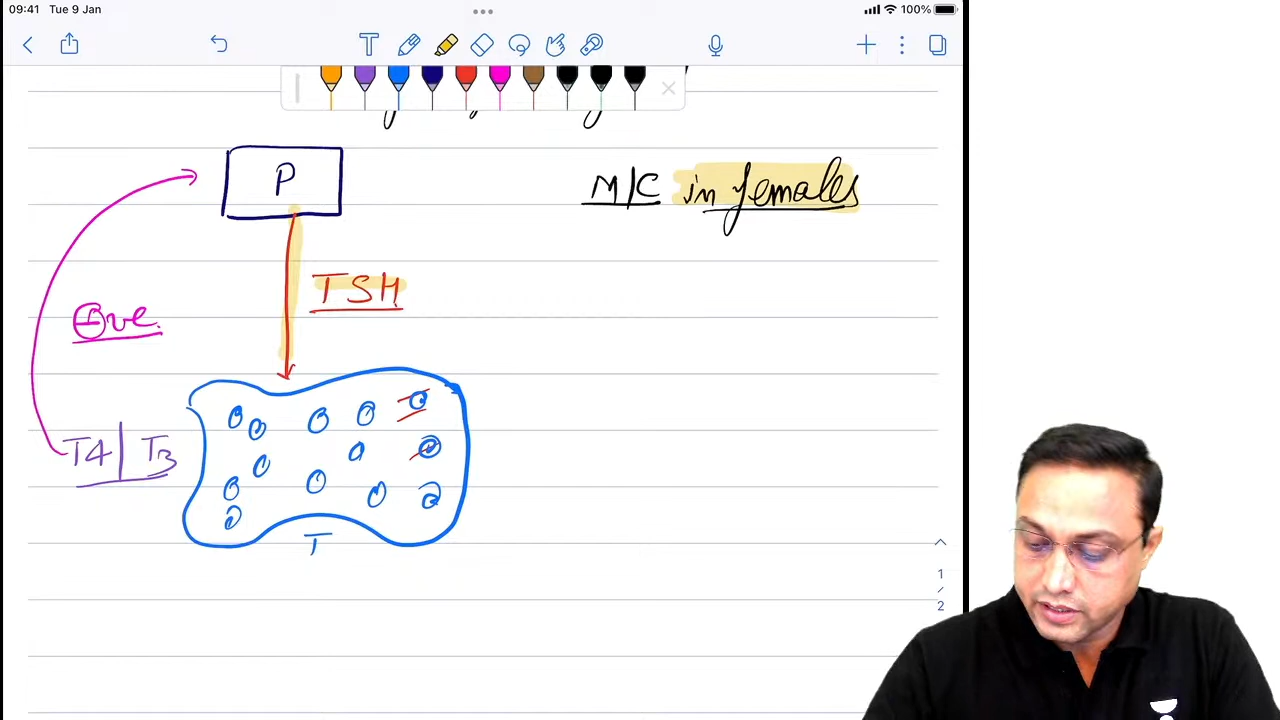 09:41 Tue 9 Jan
100%
T
P
M/C in females
TSH
⊕ve.
T4 | T3
T
1
/
2